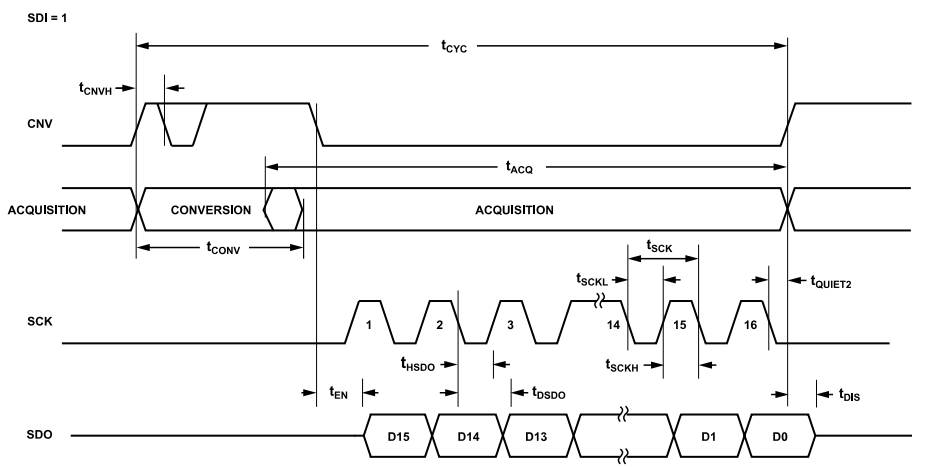 SDI = 1
tCYC
tCNVH
CNV
tACQ
ACQUISITION CONVERSION ACQUISITION
tCONV
tSCK
tSCKL
tQUIET2
SCK 1 2 3 14 15 16
tHSDO
tSCKH
tEN
tDSDO
tDIS
SDO D15 D14 D13 D1 D0